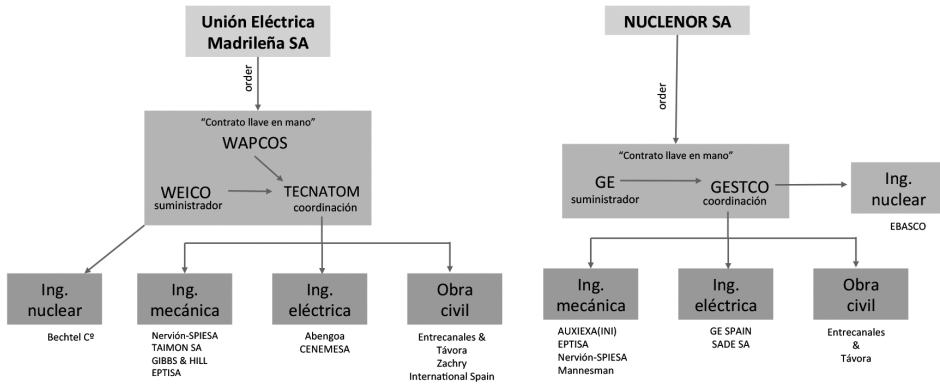 Unión Eléctrica
Madrileña SA
order
"Contrato llave en mano"
WAPCOS
WEICO
suministrador
TECNATOM
coordinación
Ing.
nuclear
Bechtel Cº
Ing.
mecánica
Nervión-SPIESA
TAIMON SA
GIBBS & HILL
EPTISA
Ing.
eléctrica
Abengoa
CENEMESA
Obra
civil
Entrecanales &
Távora
Zachry
International Spain
NUCLENOR SA
order
"Contrato llave en mano"
GE
suministrador
GESTCO
coordinación
Ing.
nuclear
EBASCO
Ing.
mecánica
AUXIEXA(INI)
EPTISA
Nervión-SPIESA
Mannesman
Ing.
eléctrica
GE SPAIN
SADE SA
Obra
civil
Entrecanales
&
Távora